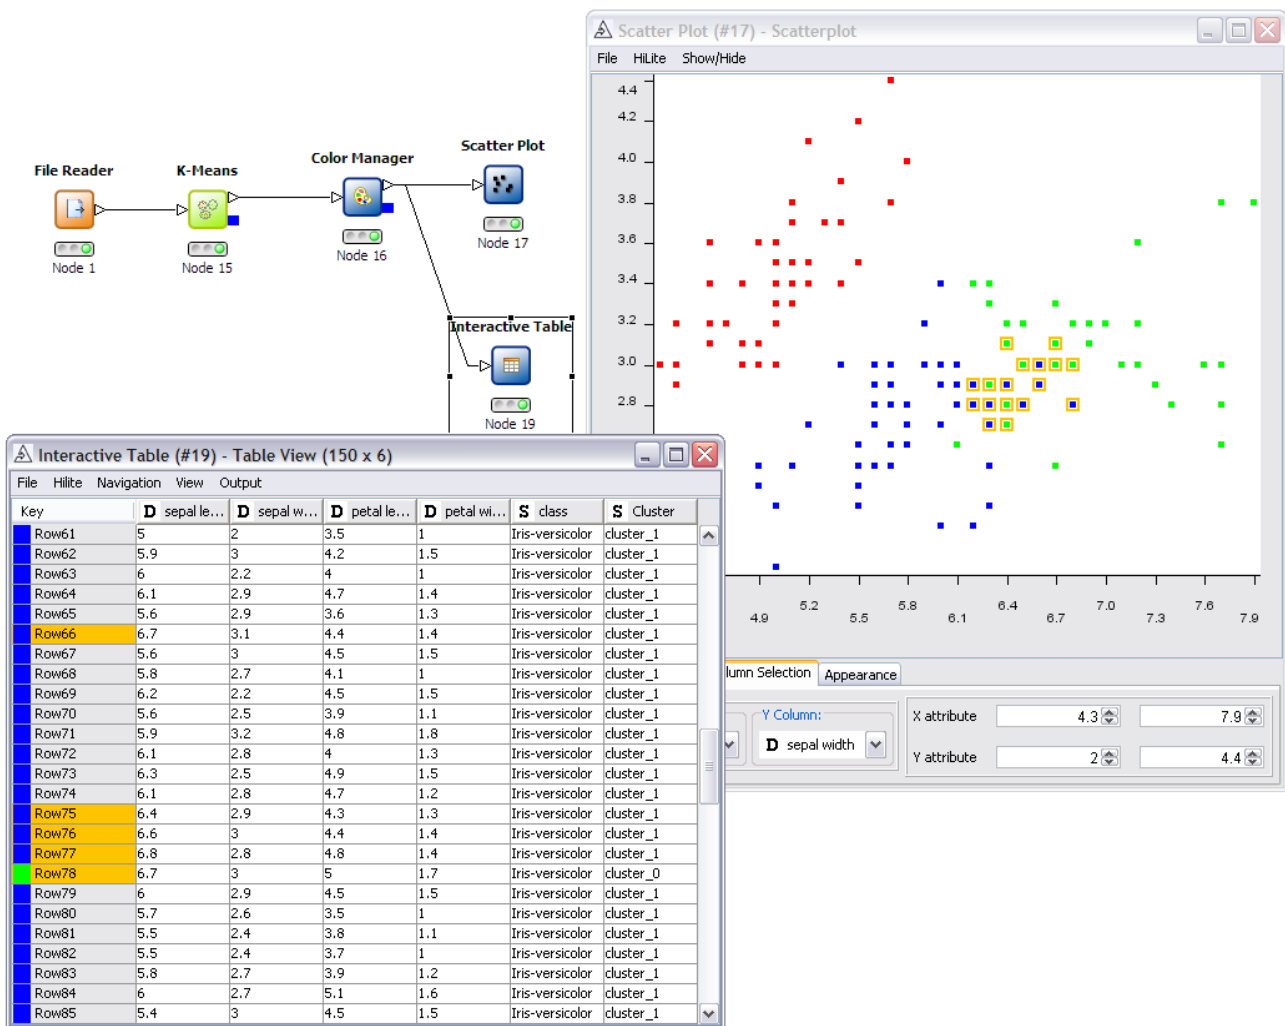 Scatter Plot (#17) - Scatterplot
File HiLite Show/Hide
4.4
4.2
4.0
3.8
3.6
3.4
3.2
3.0
2.8
4.9 5.2 5.5 5.8 6.1 6.4 6.7 7.0 7.3 7.6 7.9
lumn Selection Appearance
Y Column:
D sepal width
X attribute 4.3 7.9
Y attribute 2 4.4
File Reader
Node 1
K-Means
Node 15
Color Manager
Node 16
Scatter Plot
Node 17
Interactive Table
Node 19
Interactive Table (#19) - Table View (150 x 6)
File Hilite Navigation View Output
Key D sepal le... D sepal w... D petal le... D petal wi... S class S Cluster
Row61 5 2 3.5 1 Iris-versicolor cluster_1
Row62 5.9 3 4.2 1.5 Iris-versicolor cluster_1
Row63 6 2.2 4 1 Iris-versicolor cluster_1
Row64 6.1 2.9 4.7 1.4 Iris-versicolor cluster_1
Row65 5.6 2.9 3.6 1.3 Iris-versicolor cluster_1
Row66 6.7 3.1 4.4 1.4 Iris-versicolor cluster_1
Row67 5.6 3 4.5 1.5 Iris-versicolor cluster_1
Row68 5.8 2.7 4.1 1 Iris-versicolor cluster_1
Row69 6.2 2.2 4.5 1.5 Iris-versicolor cluster_1
Row70 5.6 2.5 3.9 1.1 Iris-versicolor cluster_1
Row71 5.9 3.2 4.8 1.8 Iris-versicolor cluster_1
Row72 6.1 2.8 4 1.3 Iris-versicolor cluster_1
Row73 6.3 2.5 4.9 1.5 Iris-versicolor cluster_1
Row74 6.1 2.8 4.7 1.2 Iris-versicolor cluster_1
Row75 6.4 2.9 4.3 1.3 Iris-versicolor cluster_1
Row76 6.6 3 4.4 1.4 Iris-versicolor cluster_1
Row77 6.8 2.8 4.8 1.4 Iris-versicolor cluster_1
Row78 6.7 3 5 1.7 Iris-versicolor cluster_0
Row79 6 2.9 4.5 1.5 Iris-versicolor cluster_1
Row80 5.7 2.6 3.5 1 Iris-versicolor cluster_1
Row81 5.5 2.4 3.8 1.1 Iris-versicolor cluster_1
Row82 5.5 2.4 3.7 1 Iris-versicolor cluster_1
Row83 5.8 2.7 3.9 1.2 Iris-versicolor cluster_1
Row84 6 2.7 5.1 1.6 Iris-versicolor cluster_1
Row85 5.4 3 4.5 1.5 Iris-versicolor cluster_1